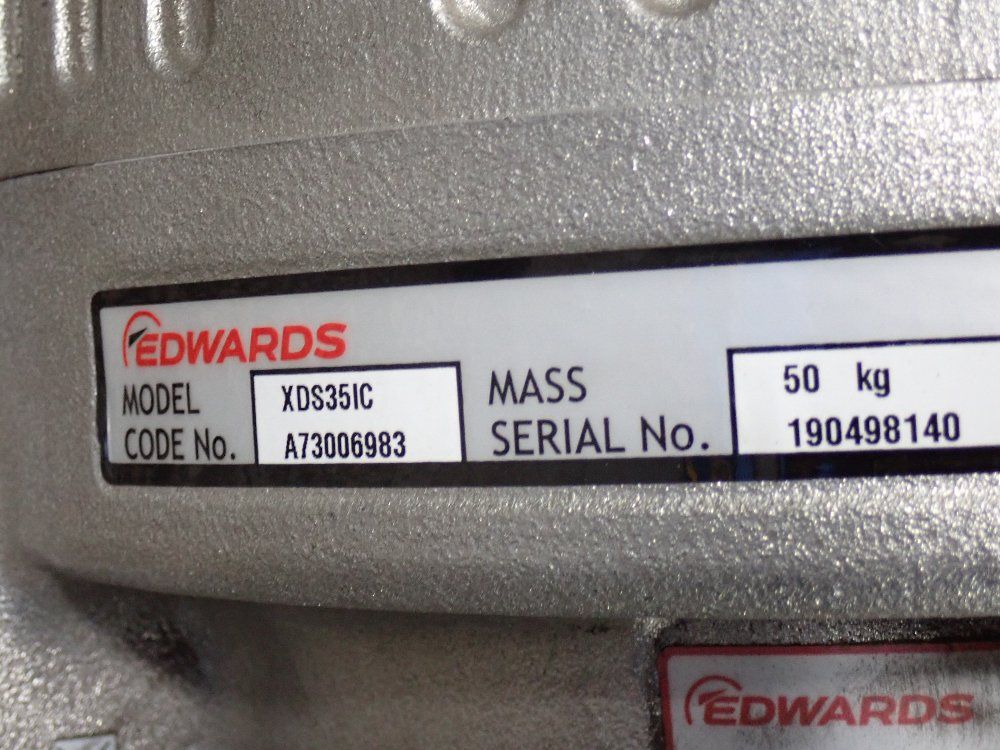 EDWARDS
MODEL XDS35IC MASS 50 kg
CODE No. A73006983 SERIAL No. 190498140
EDWARDS